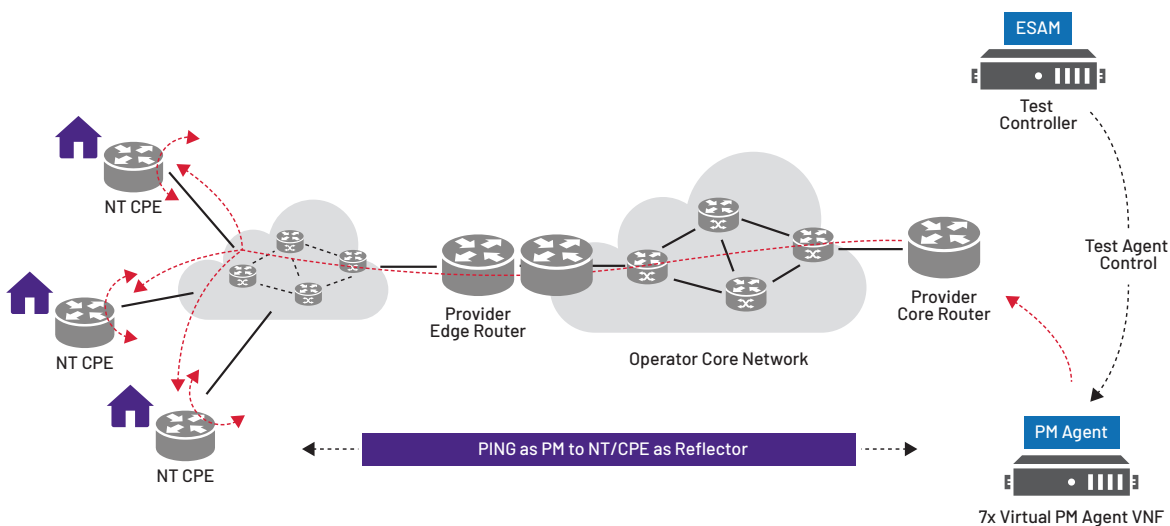 ESAM
Test
Controller
NT CPE
NT CPE
NT CPE
Provider
Edge Router
Operator Core Network
Provider
Core Router
Test Agent
Control
PING as PM to NT/CPE as Reflector
PM Agent
7x Virtual PM Agent VNF